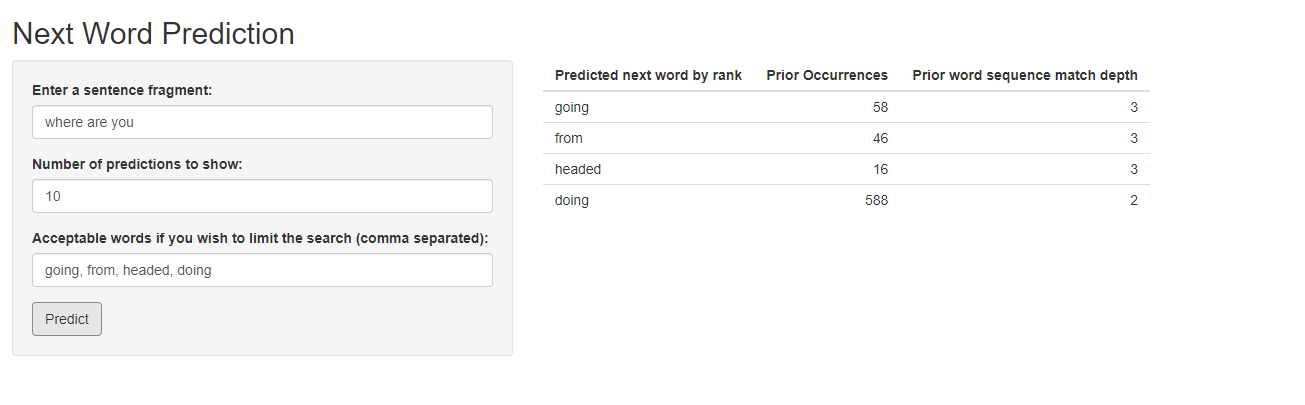 Next Word Prediction
Enter a sentence fragment:
where are you
Number of predictions to show:
10
Acceptable words if you wish to limit the search (comma separated):
going, from, headed, doing
Predict
Predicted next word by rank Prior Occurrences Prior word sequence match depth
going 58 3
from 46 3
headed 16 3
doing 588 2